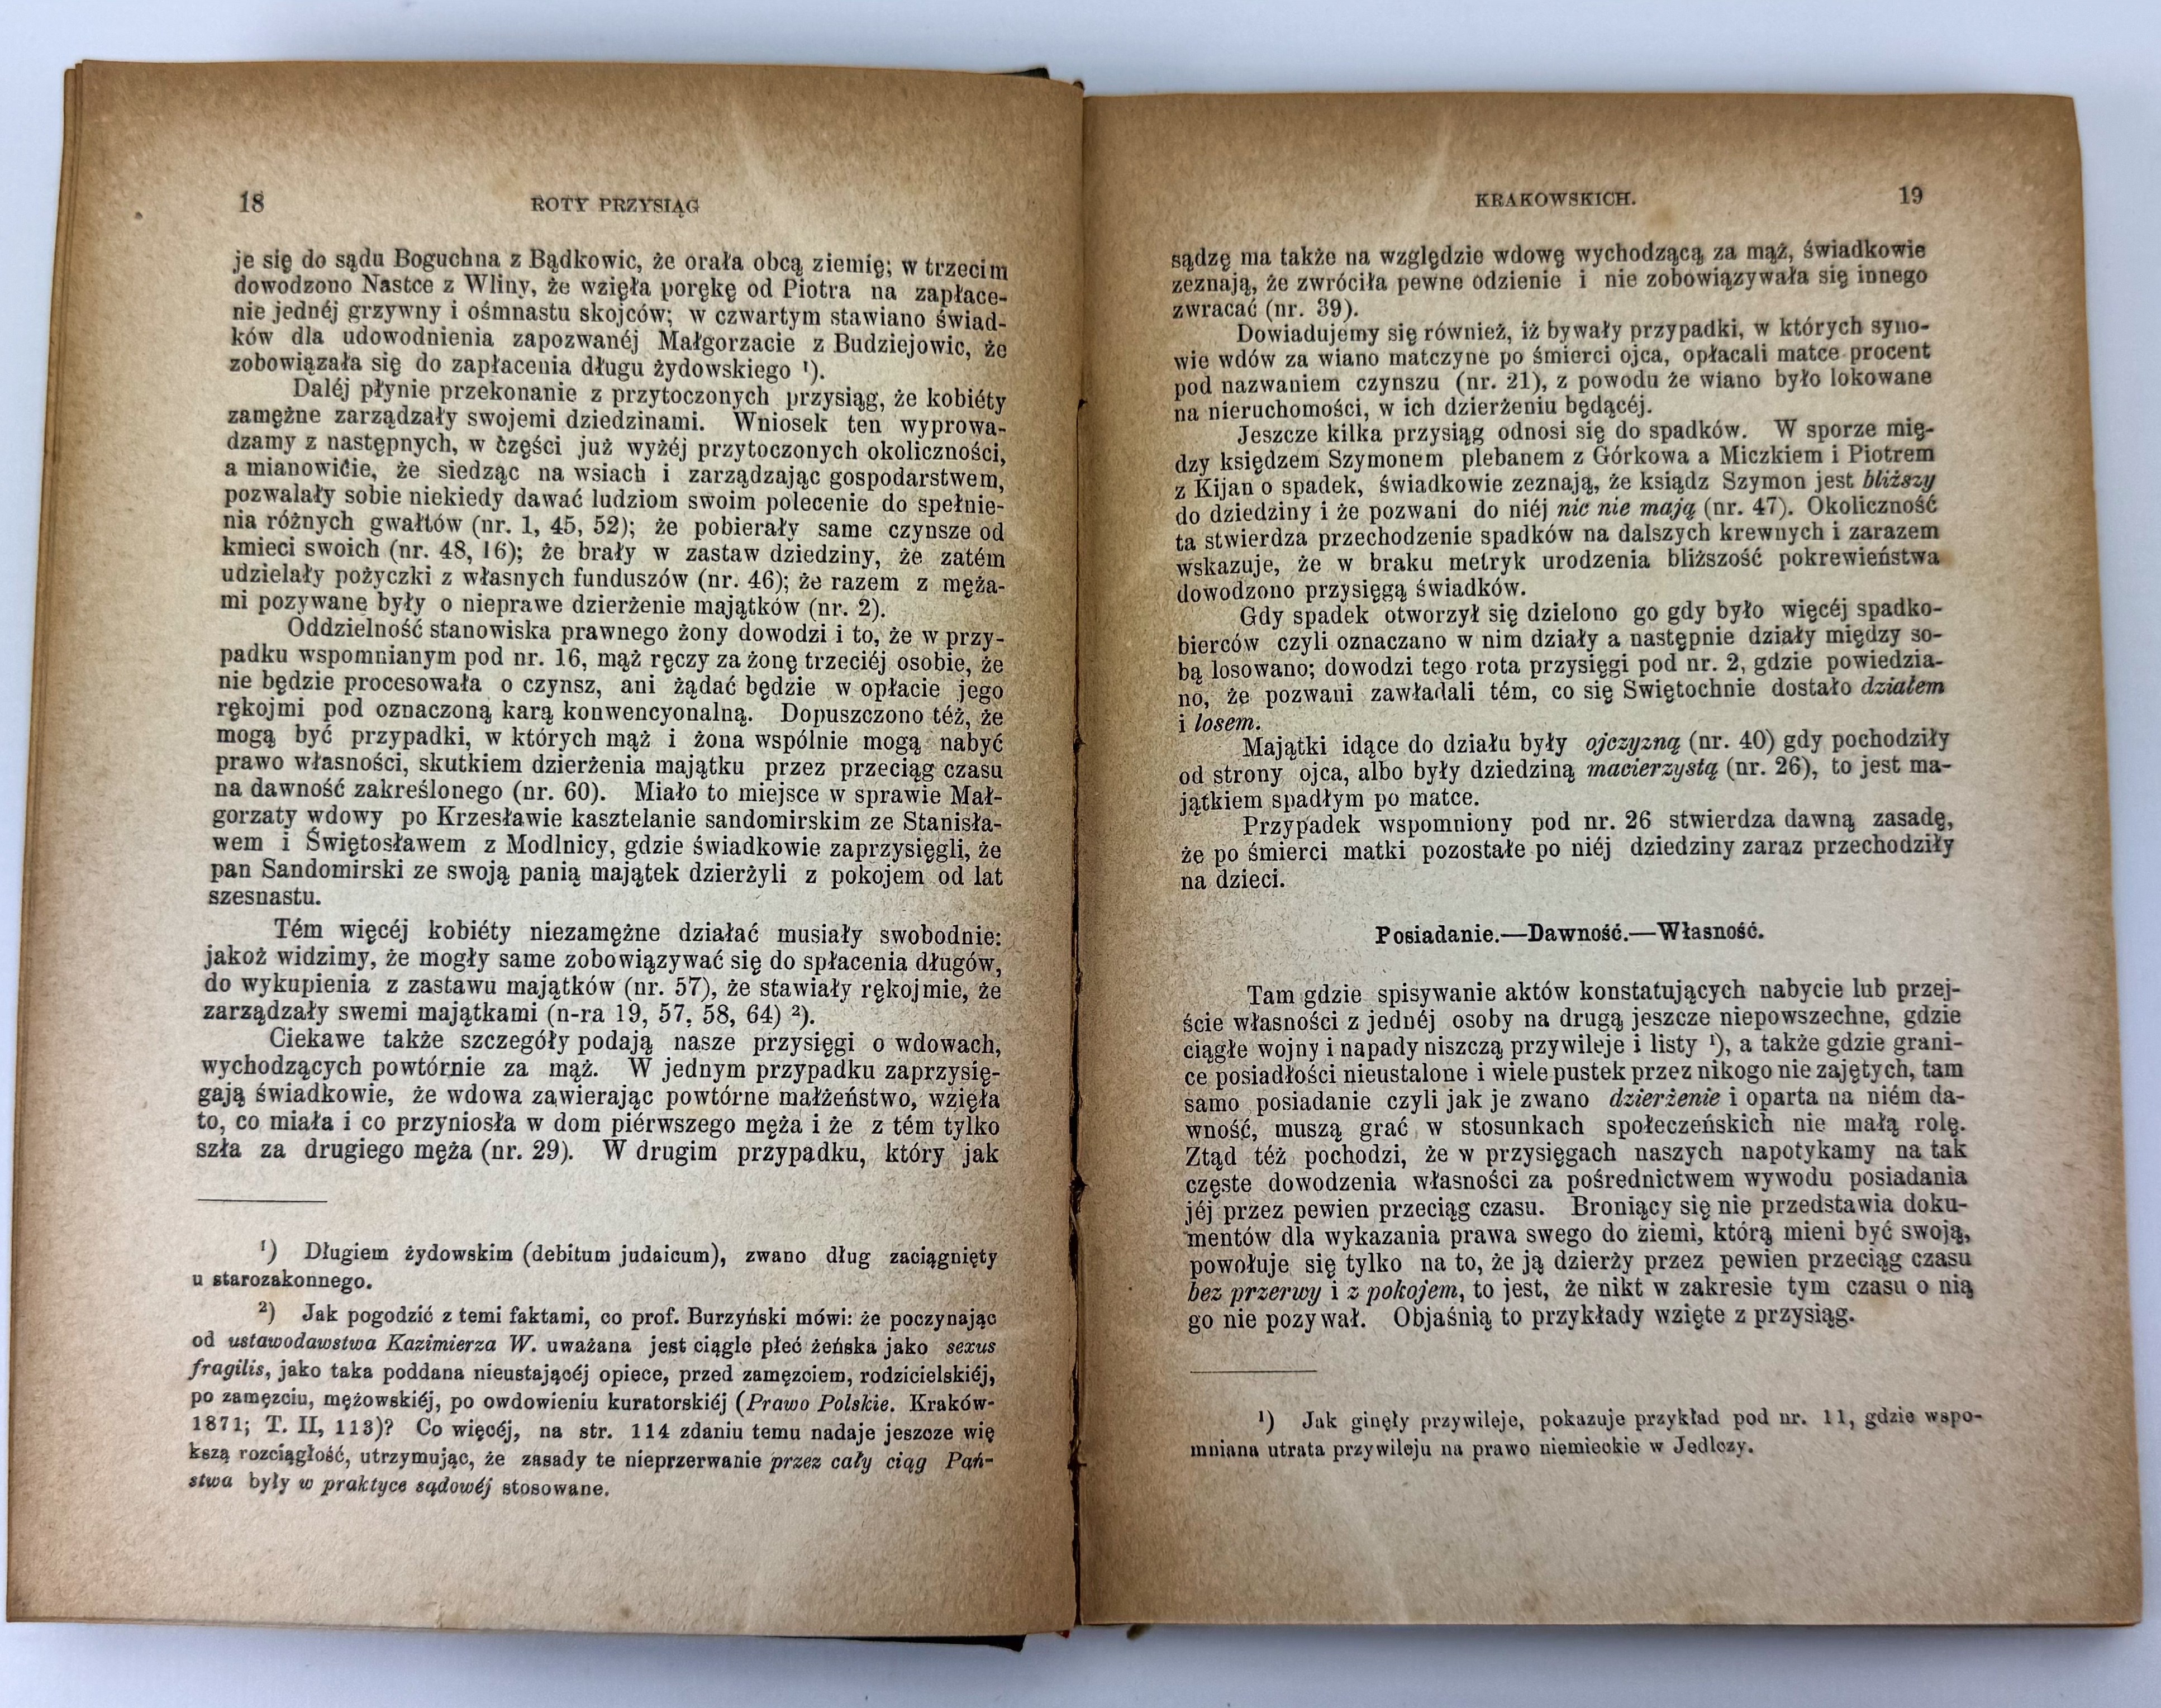 18
ROTY PRZYSIĄG
je się do sądu Boguchna z Bądkowic, że orała obcą ziemię; w trzecim
dowodzono Nastce z Wliny, że wzięła porękę od Piotra na zapłace-
nie jednéj grzywny i ośmnastu skojców; w czwartym stawiano świad-
ków dla udowodnienia zapozwanéj Małgorzacie z Budziejowic, że
zobowiązała się do zapłacenia długu żydowskiego ¹).
Daléj płynie przekonanie z przytoczonych przysiąg, że kobiéty
zamężne zarządzały swojemi dziedzinami. Wniosek ten wyprowa-
dzamy z następnych, w części już wyżéj przytoczonych okoliczności,
a mianowicie, że siedząc na wsiach i zarządzając gospodarstwem,
pozwalały sobie niekiedy dawać ludziom swoim polecenie do spełnie-
nia różnych gwałtów (nr. 1, 45, 52); że pobierały same czynsze od
kmieci swoich (nr. 48, 16); że brały w zastaw dziedziny, że zatém
udzielały pożyczki z własnych funduszów (nr. 46); że razem z męża-
mi pozywane były o nieprawe dzierżenie majątków (nr. 2).
Oddzielność stanowiska prawnego żony dowodzi i to, że w przy-
padku wspomnianym pod nr. 16, mąż ręczy za żonę trzeciéj osobie, że
nie będzie procesowała o czynsz, ani żądać będzie w opłacie jego
rękojmi pod oznaczoną karą konwencyonalną. Dopuszczono téż, że
mogą być przypadki, w których mąż i żona wspólnie mogą nabyć
prawo własności, skutkiem dzierżenia majątku przez przeciąg czasu
na dawność zakreślonego (nr. 60). Miało to miejsce w sprawie Mał-
gorzaty wdowy po Krzesławie kasztelanie sandomirskim ze Stanisła-
wem i Świętosławem z Modlnicy, gdzie świadkowie zaprzysięgli, że
pan Sandomirski ze swoją panią majątek dzierżyli z pokojem od lat
szesnastu.
Tém więcéj kobiéty niezamężne działać musiały swobodnie:
jakoż widzimy, że mogły same zobowiązywać się do spłacenia długów,
do wykupienia z zastawu majątków (nr. 57), że stawiały rękojmie, że
zarządzały swemi majątkami (n-ra 19, 57, 58, 64) ²).
Ciekawe także szczegóły podają nasze przysięgi o wdowach,
wychodzących powtórnie za mąż. W jednym przypadku zaprzysię-
gają świadkowie, że wdowa zawierając powtórne małżeństwo, wzięła
to, co miała i co przyniosła w dom piérwszego męża i że z tém tylko
szła za drugiego męża (nr. 29). W drugim przypadku, który jak
¹) Długiem żydowskim (debitum judaicum), zwano dług zaciągnięty
u starozakonnego.
²) Jak pogodzić z temi faktami, co prof. Burzyński mówi: że poczynając
od ustawodawstwa Kazimierza W. uważana jest ciągle płeć żeńska jako sexus
fragilis, jako taka poddana nieustającéj opiece, przed zamęzciem, rodzicielskiéj,
po zamęzciu, mężowskiéj, po owdowieniu kuratorskiéj (Prawo Polskie. Kraków-
1871; T. II, 113)? Co więcéj, na str. 114 zdaniu temu nadaje jeszcze wię
kszą rozciągłość, utrzymując, że zasady te nieprzerwanie przez cały ciąg Pań-
stwa były w praktyce sądowéj stosowane.
KRAKOWSKICH.
19
sądzę ma także na względzie wdowę wychodzącą za mąż, świadkowie
zeznają, że zwróciła pewne odzienie i nie zobowiązywała się innego
zwracać (nr. 39).
Dowiadujemy się również, iż bywały przypadki, w których syno-
wie wdów za wiano matczyne po śmierci ojca, opłacali matce procent
pod nazwaniem czynszu (nr. 21), z powodu że wiano było lokowane
na nieruchomości, w ich dzierżeniu będącéj.
Jeszcze kilka przysiąg odnosi się do spadków. W sporze mię-
dzy księdzem Szymonem plebanem z Górkowa a Miczkiem i Piotrem
z Kijan o spadek, świadkowie zeznają, że ksiądz Szymon jest bliższy
do dziedziny i że pozwani do niéj nic nie mają (nr. 47). Okoliczność
ta stwierdza przechodzenie spadków na dalszych krewnych i zarazem
wskazuje, że w braku metryk urodzenia bliższość pokrewieństwa
dowodzono przysięgą świadków.
Gdy spadek otworzył się dzielono go gdy było więcéj spadko-
bierców czyli oznaczano w nim działy a następnie działy między so-
bą losowano; dowodzi tego rota przysięgi pod nr. 2, gdzie powiedzia-
no, że pozwani zawładali tém, co się Swiętochnie dostało działem
i losem.
Majątki idące do działu były ojczyzną (nr. 40) gdy pochodziły
od strony ojca, albo były dziedziną macierzystą (nr. 26), to jest ma-
jątkiem spadłym po matce.
Przypadek wspomniony pod nr. 26 stwierdza dawną zasadę,
że po śmierci matki pozostałe po niéj dziedziny zaraz przechodziły
na dzieci.
Posiadanie.—Dawność.—Własność.
Tam gdzie spisywanie aktów konstatujących nabycie lub przej-
ście własności z jednéj osoby na drugą jeszcze niepowszechne, gdzie
ciągłe wojny i napady niszczą przywileje i listy ¹), a także gdzie grani-
ce posiadłości nieustalone i wiele pustek przez nikogo nie zajętych, tam
samo posiadanie czyli jak je zwano dzierżenie i oparta na niém da-
wność, muszą grać w stosunkach społeczeńskich nie małą rolę.
Ztąd téż pochodzi, że w przysięgach naszych napotykamy na tak
częste dowodzenia własności za pośrednictwem wywodu posiadania
jéj przez pewien przeciąg czasu. Broniący się nie przedstawia doku-
mentów dla wykazania prawa swego do ziemi, którą mieni być swoją,
powołuje się tylko na to, że ją dzierży przez pewien przeciąg czasu
bez przerwy i z pokojem, to jest, że nikt w zakresie tym czasu o nią
go nie pozywał. Objaśnią to przykłady wzięte z przysiąg.
¹) Jak ginęły przywileje, pokazuje przykład pod nr. 11, gdzie wspo-
mniana utrata przywileju na prawo niemieckie w Jedlczy.